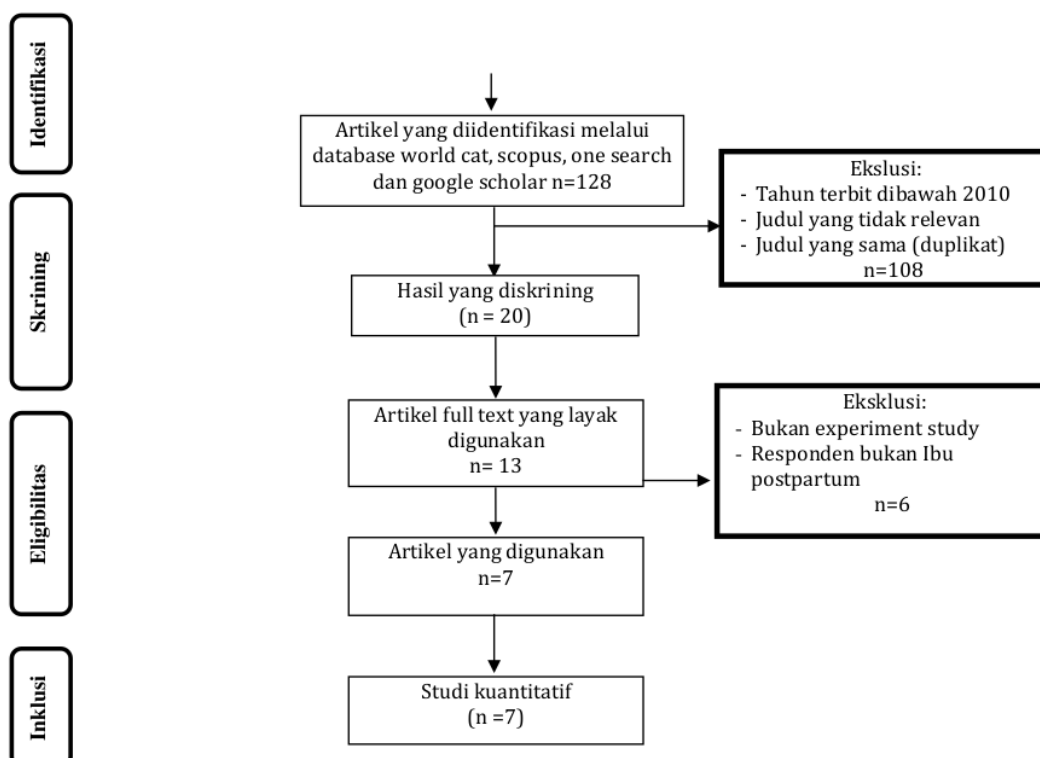 Identifikasi
Artikel yang diidentifikasi melalui
database world cat, scopus, one search
dan google scholar n=128
Ekslusi:
- Tahun terbit dibawah 2010
- Judul yang tidak relevan
- Judul yang sama (duplikat)
n=108
Skrining
Hasil yang diskrining
(n = 20)
Artikel full text yang layak
digunakan
n= 13
Eksklusi:
- Bukan experiment study
- Responden bukan Ibu
postpartum
n=6
Eligibilitas
Artikel yang digunakan
n=7
Inklusi
Studi kuantitatif
(n =7)